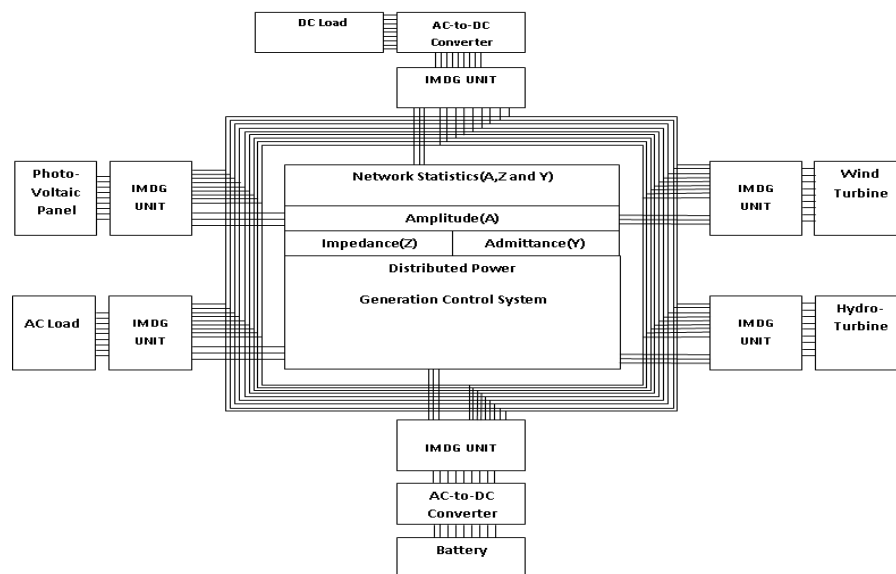 DC Load
AC-to-DC
Converter
IMDG UNIT
Photo-
Voltaic
Panel
IMDG
UNIT
Network Statistics(A,Z and Y)
Amplitude(A)
Impedance(Z)
Admittance(Y)
Distributed Power
Generation Control System
IMDG
UNIT
Wind
Turbine
AC Load
IMDG
UNIT
IMDG
UNIT
Hydro-
Turbine
IMDG UNIT
AC-to-DC
Converter
Battery